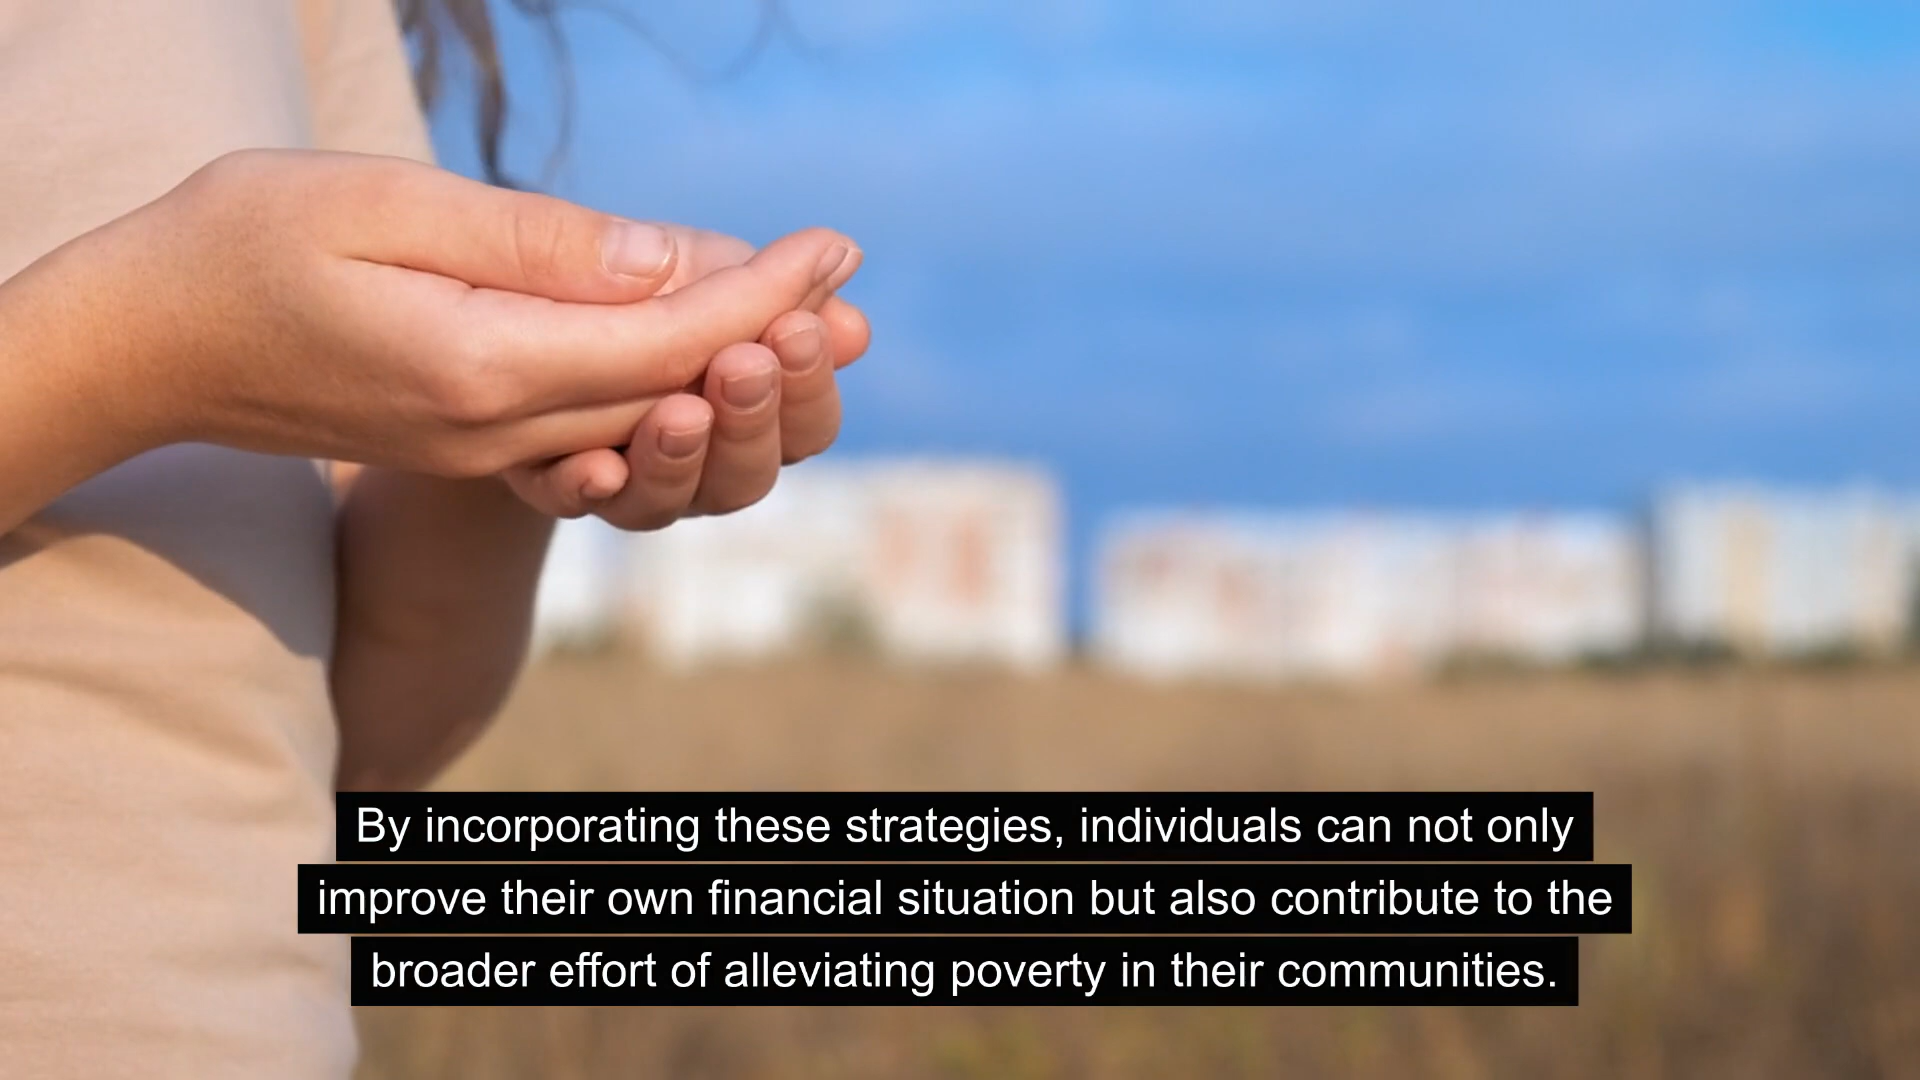 By incorporating these strategies, individuals can not only
improve their own financial situation but also contribute to the
broader effort of alleviating poverty in their communities.